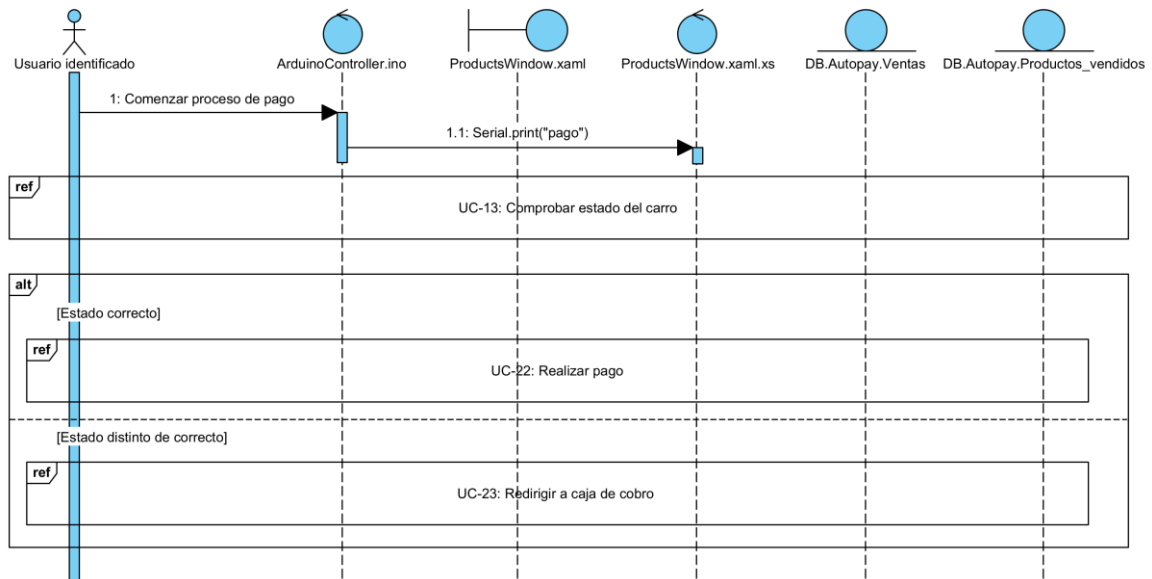 Usuario identificado
ArduinoController.ino
ProductsWindow.xaml
ProductsWindow.xaml.xs
DB.Autopay.Ventas
DB.Autopay.Productos_vendidos
1: Comenzar proceso de pago
1.1: Serial.print("pago")
ref
UC-13: Comprobar estado del carro
alt
[Estado correcto]
ref
UC-22: Realizar pago
[Estado distinto de correcto]
ref
UC-23: Redirigir a caja de cobro